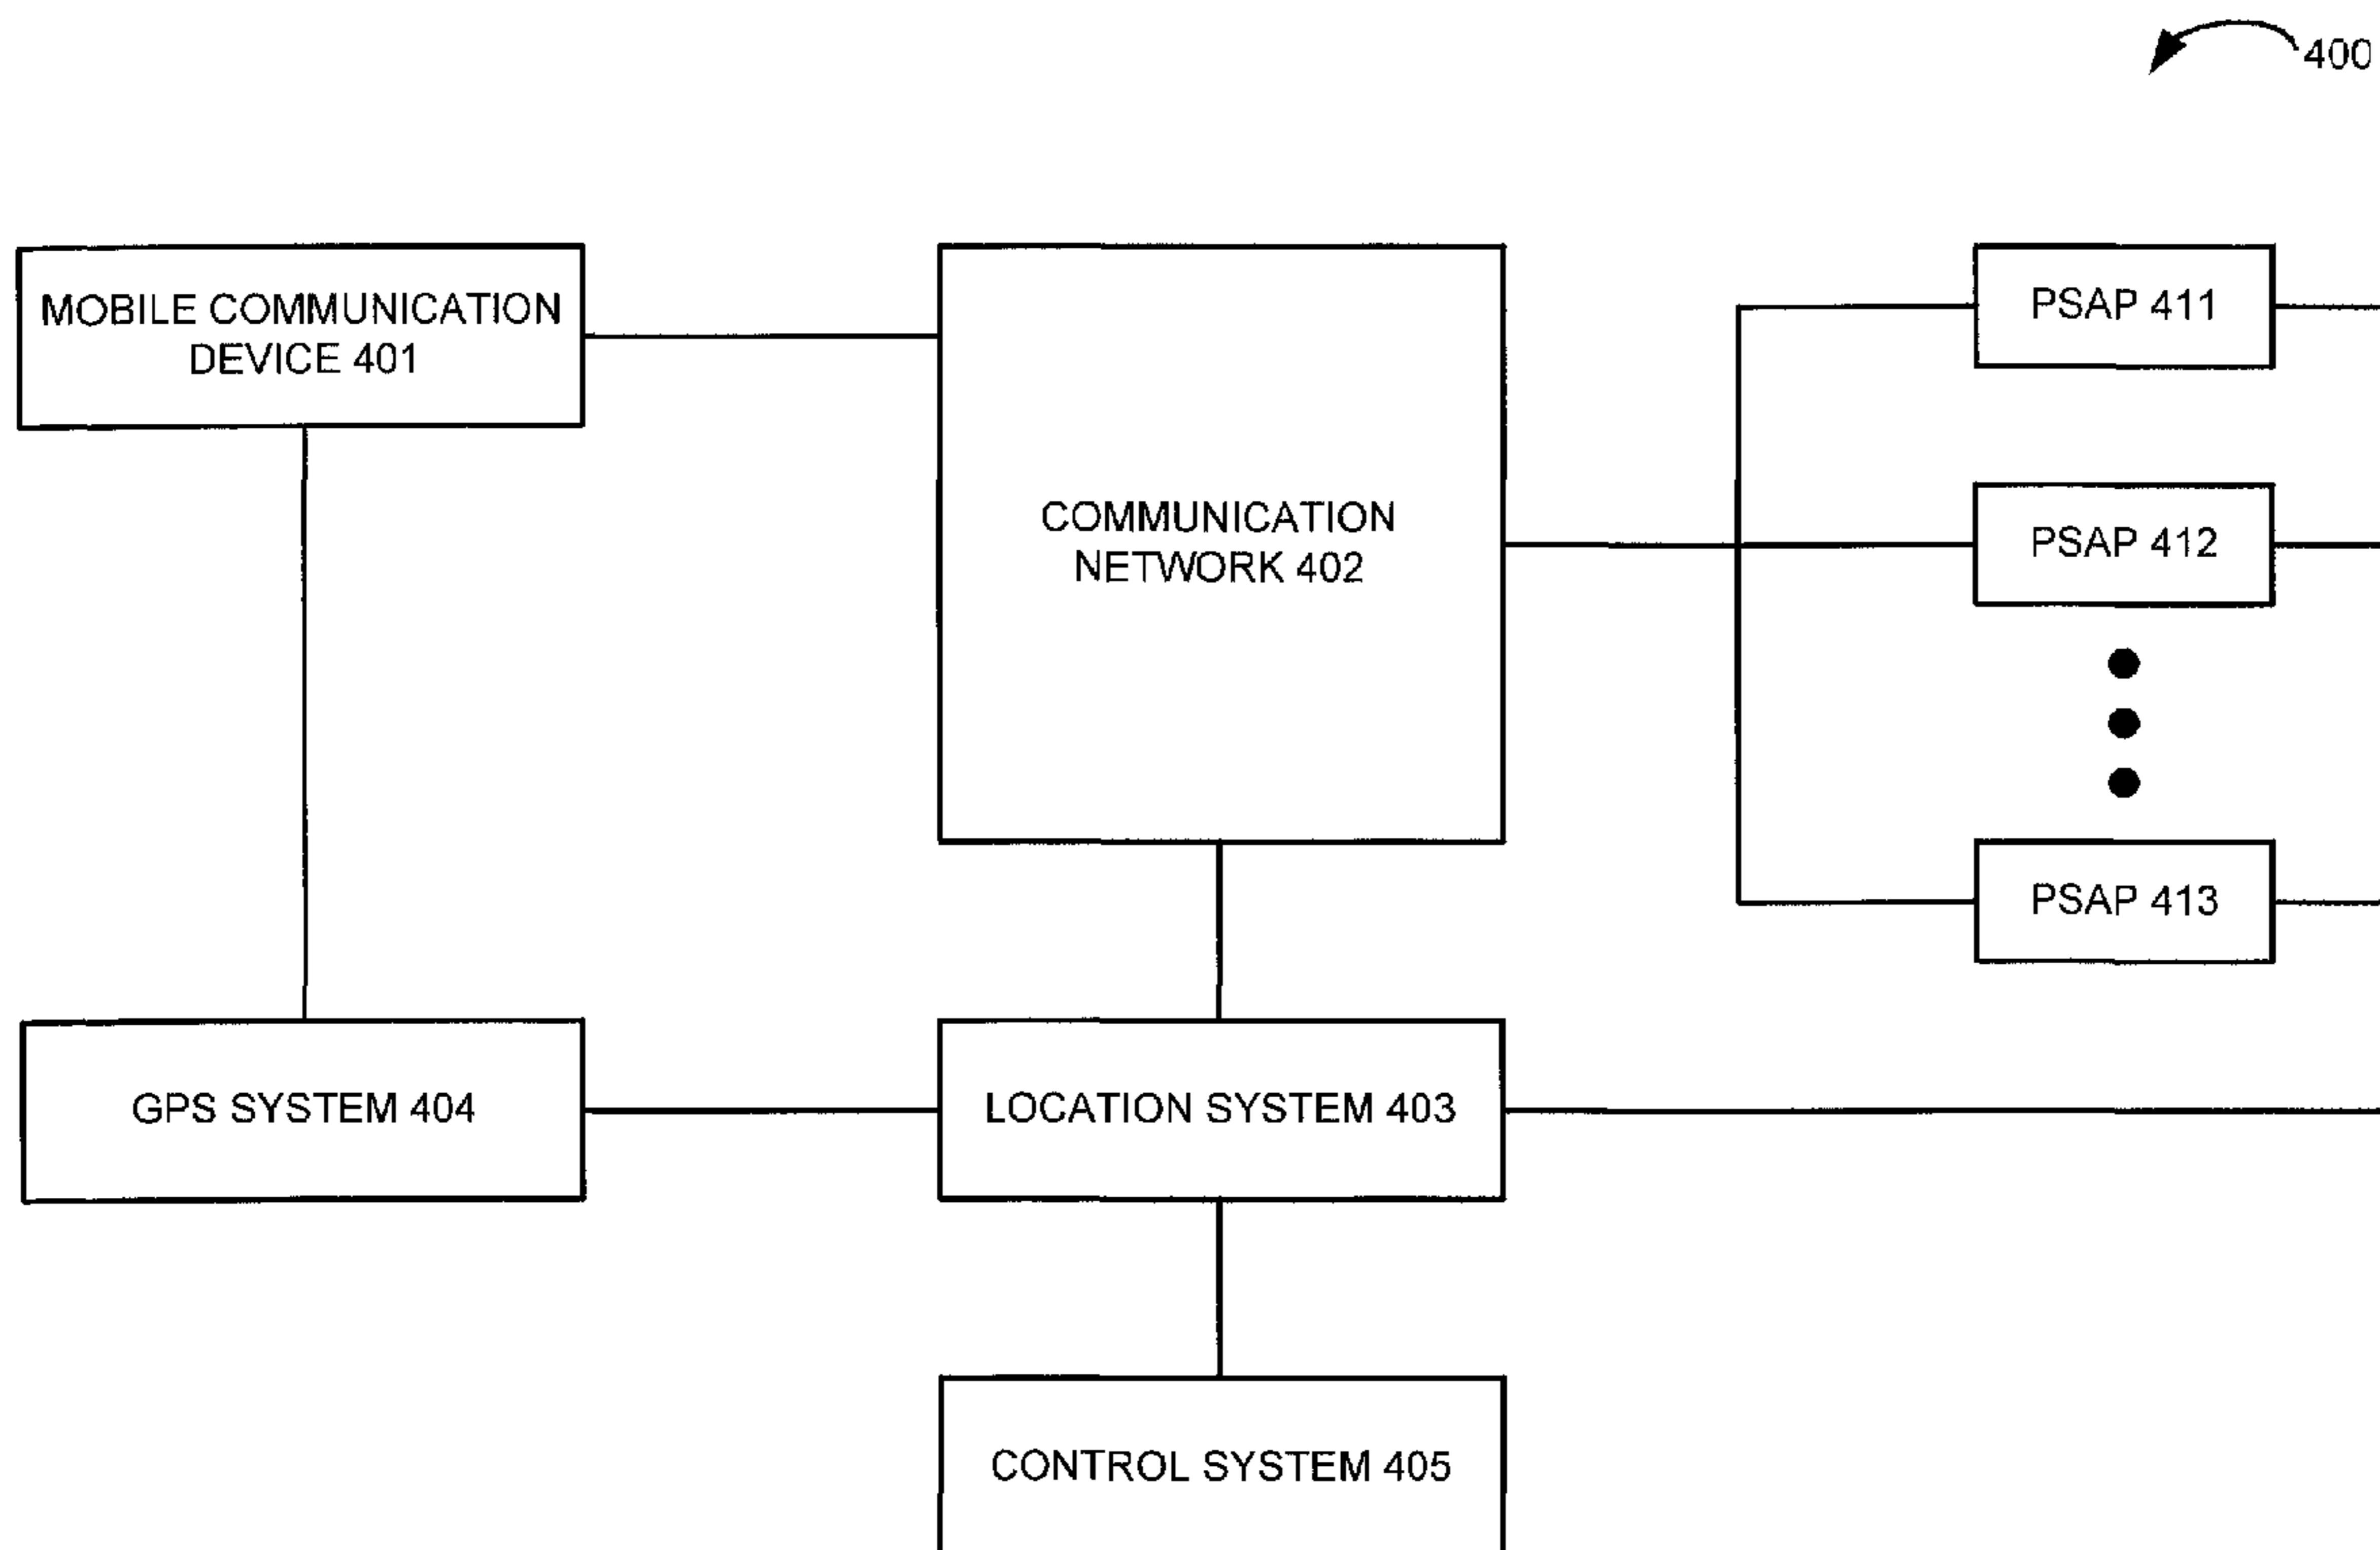 400
MOBILE COMMUNICATION
DEVICE 401
COMMUNICATION
NETWORK 402
PSAP 411
PSAP 412
PSAP 413
GPS SYSTEM 404
LOCATION SYSTEM 403
CONTROL SYSTEM 405